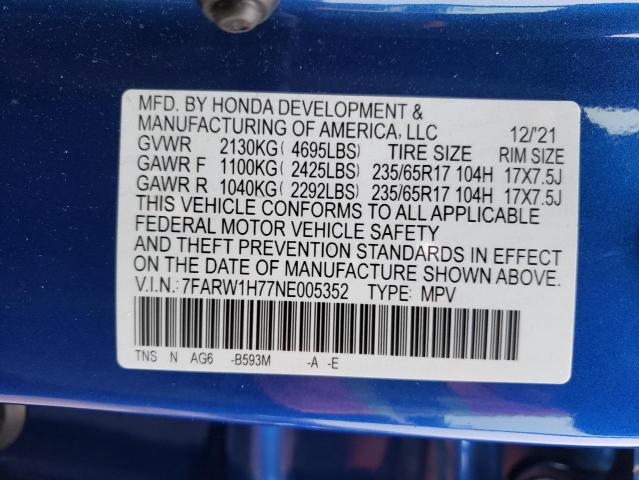 MFD. BY HONDA DEVELOPMENT &
MANUFACTURING OF AMERICA, LLC 12/'21
GVWR 2130KG( 4695LBS) TIRE SIZE RIM SIZE
GAWR F 1100KG( 2425LBS) 235/65R17 104H 17X7.5J
GAWR R 1040KG( 2292LBS) 235/65R17 104H 17X7.5J
THIS VEHICLE CONFORMS TO ALL APPLICABLE
FEDERAL MOTOR VEHICLE SAFETY
AND THEFT PREVENTION STANDARDS IN EFFECT
ON THE DATE OF MANUFACTURE SHOWN ABOVE.
V.I.N.:7FARW1H77NE005352 TYPE: MPV
TNS N AG6 -B593M -A -E